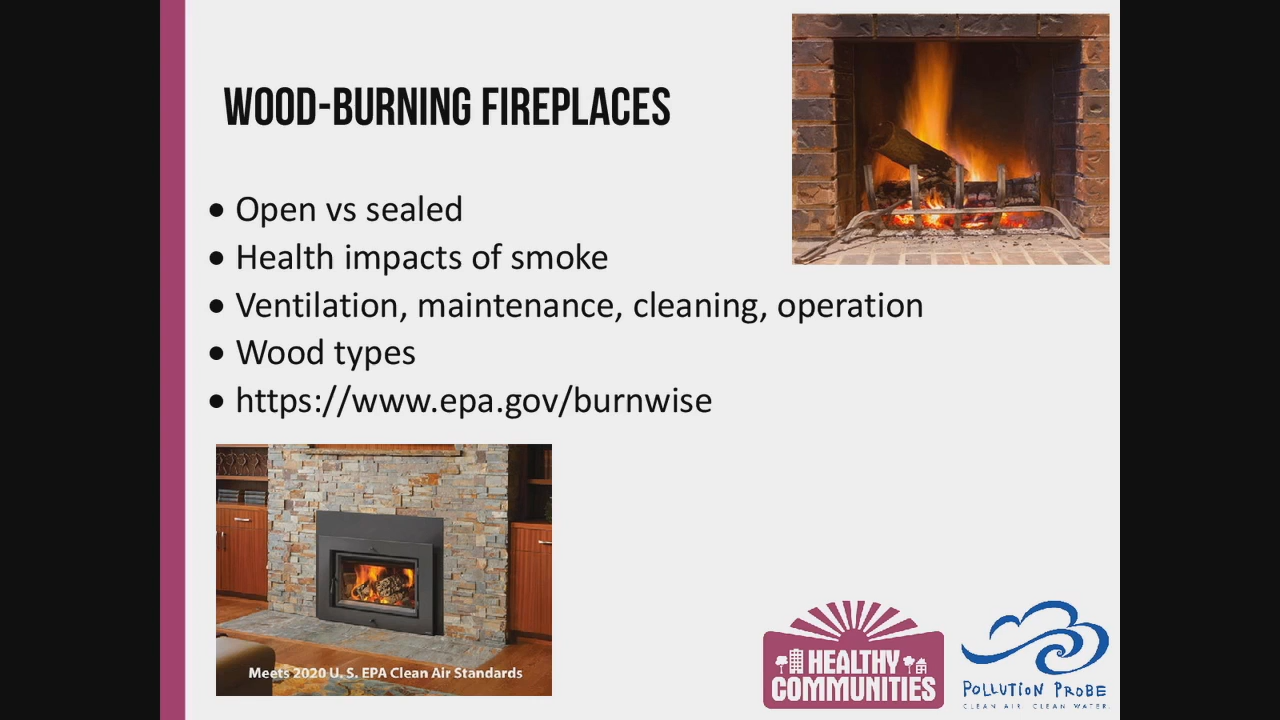 WOOD-BURNING FIREPLACES
• Open vs sealed
• Health impacts of smoke
• Ventilation, maintenance, cleaning, operation
• Wood types
• https://www.epa.gov/burnwise
Meets 2020 U. S. EPA Clean Air Standards
HEALTHY
COMMUNITIES
POLLUTION PROBE
CLEAN AIR. CLEAN WATER.